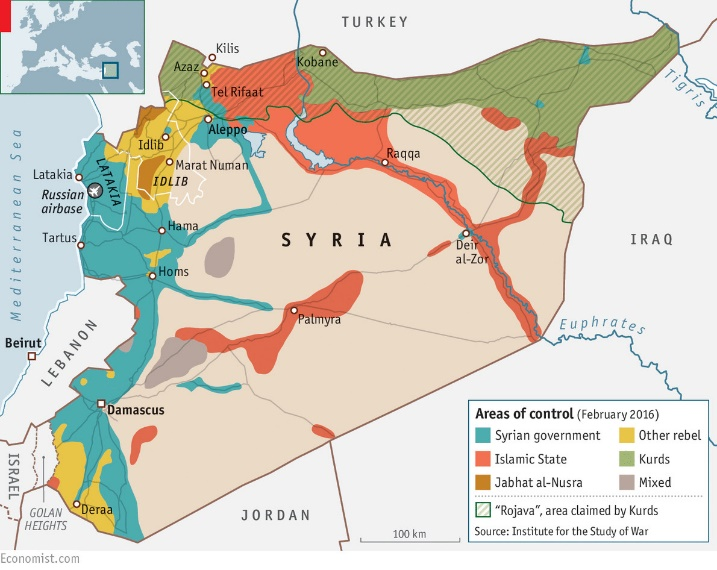 TURKEY
Kilis
Azaz
Kobane
Tel Rifaat
Tigris
Aleppo
Mediterranean Sea
Idlib
Marat Numan
Raqqa
Latakia
LATAKIA
IDLIB
Russian
airbase
Hama
SYRIA
IRAQ
Tartus
Deir
al-Zor
Homs
Palmyra
Euphrates
LEBANON
Beirut
Damascus
Areas of control (February 2016)
Syrian government
Other rebel
Islamic State
Kurds
Jabhat al-Nusra
Mixed
"Rojava", area claimed by Kurds
Source: Institute for the Study of War
ISRAEL
GOLAN
HEIGHTS
Deraa
JORDAN
100 km
Economist.com